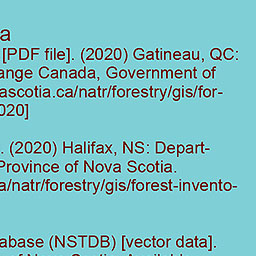 a
[PDF file]. (2020) Gatineau, QC:
ange Canada, Government of
ascotia.ca/natr/forestry/gis/for-
020]
. (2020) Halifax, NS: Depart-
Province of Nova Scotia.
a/natr/forestry/gis/forest-invento-
abase (NSTDB) [vector data].